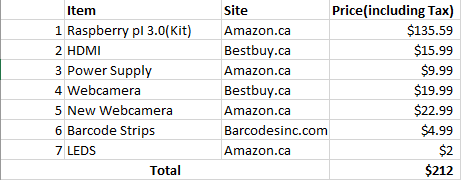 Item Site Price(including Tax)
1 Raspberry pI 3.0(Kit) Amazon.ca $135.59
2 HDMI Bestbuy.ca $15.99
3 Power Supply Amazon.ca $9.99
4 Webcamera Bestbuy.ca $19.99
5 New Webcamera Amazon.ca $22.99
6 Barcode Strips Barcodesinc.com $4.99
7 LEDS Amazon.ca $2
Total $212